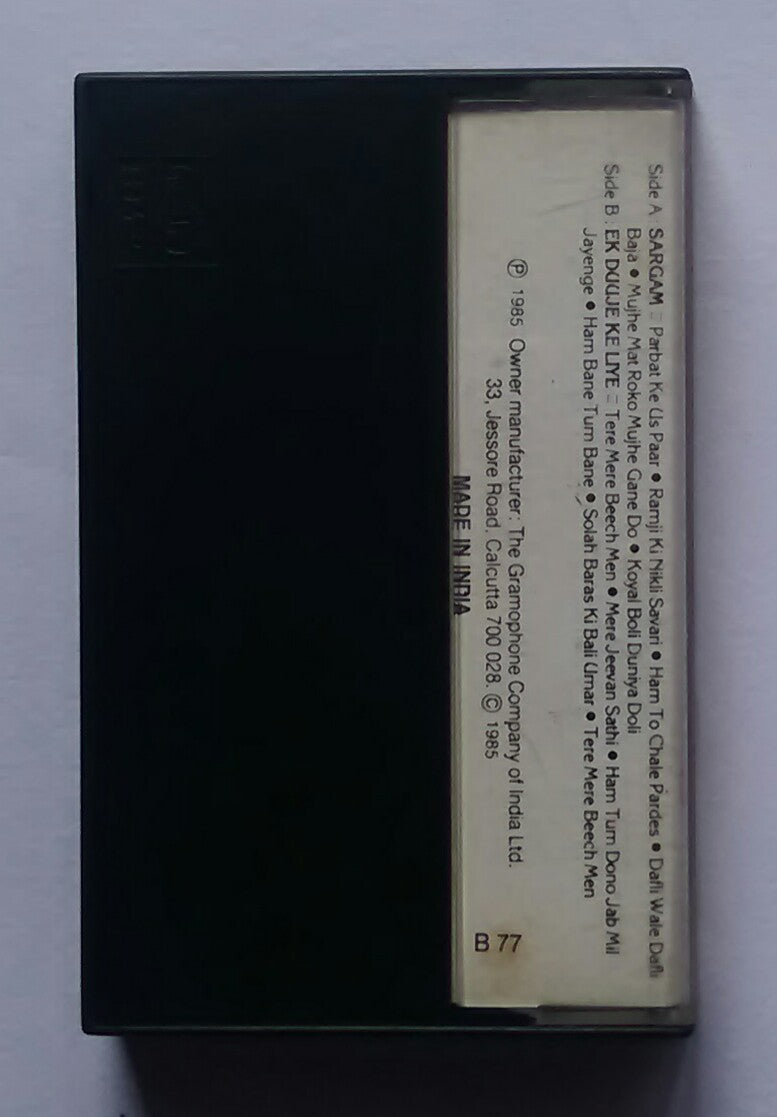 Side A : SARGAM :: Parbat Ke Us Paar • Ramji Ki Nikli Savari • Ham To Chale Pardes • Dafli Wale Dafli
Baja • Mujhe Mat Roko Mujhe Gane Do • Koyal Boli Duniya Doli
Side B : EK DUUJE KE LIYE :: Tere Mere Beech Men • Mere Jeevan Sathi • Ham Tum Dono Jab Mil
Jayenge • Ham Bane Tum Bane • Solah Baras Ki Bali Umar • Tere Mere Beech Men
℗ 1985 Owner manufacturer: The Gramophone Company of India Ltd.
33, Jessore Road, Calcutta 700 028. © 1985
MADE IN INDIA
B 77